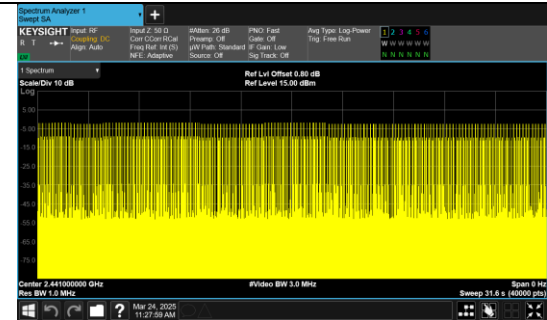 Spectrum Analyzer 1
Swept SA
+
KEYSIGHT Input: RF Input Z: 50 Ω #Atten: 26 dB PNO: Fast Avg Type: Log-Power 1 2 3 4 5 6
R T Coupling: DC Corr CCorr RCal Preamp: Off Gate: Off Trig: Free Run W W W W W W
Align: Auto Freq Ref: Int (S) µW Path: Standard IF Gain: Low N N N N N N
NFE: Adaptive Source: Off Sig Track: Off
1 Spectrum Ref Lvl Offset 0.80 dB
Scale/Div 10 dB Ref Level 15.00 dBm
Log
5.00
-5.00
-15.0
-25.0
-35.0
-45.0
-55.0
-65.0
-75.0
Center 2.441000000 GHz #Video BW 3.0 MHz Span 0 Hz
Res BW 1.0 MHz Sweep 31.6 s (40000 pts)
? Mar 24, 2025
11:27:59 AM